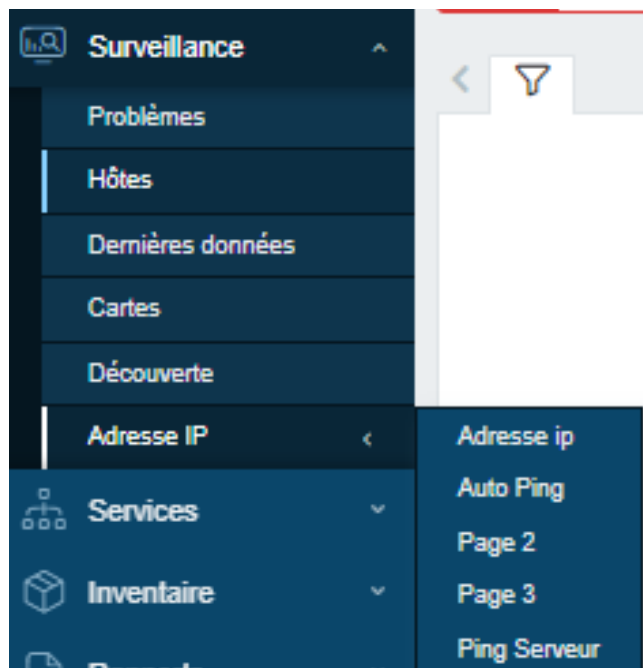 Surveillance
Problèmes
Hôtes
Dernières données
Cartes
Découverte
Adresse IP
Adresse ip
Auto Ping
Page 2
Page 3
Ping Serveur
Services
Inventaire